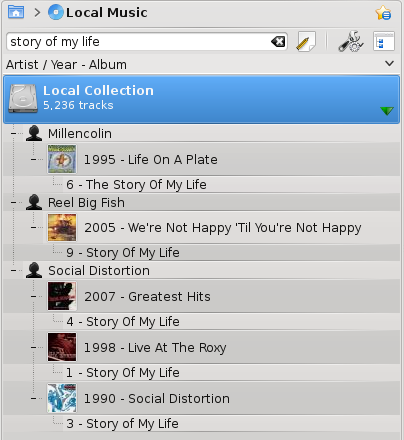 Local Music
story of my life
Artist / Year - Album
Local Collection
5,236 tracks
Millencolin
1995 - Life On A Plate
6 - The Story Of My Life
Reel Big Fish
2005 - We're Not Happy 'Til You're Not Happy
9 - Story Of My Life
Social Distortion
2007 - Greatest Hits
4 - Story Of My Life
1998 - Live At The Roxy
1 - Story Of My Life
1990 - Social Distortion
3 - Story of My Life